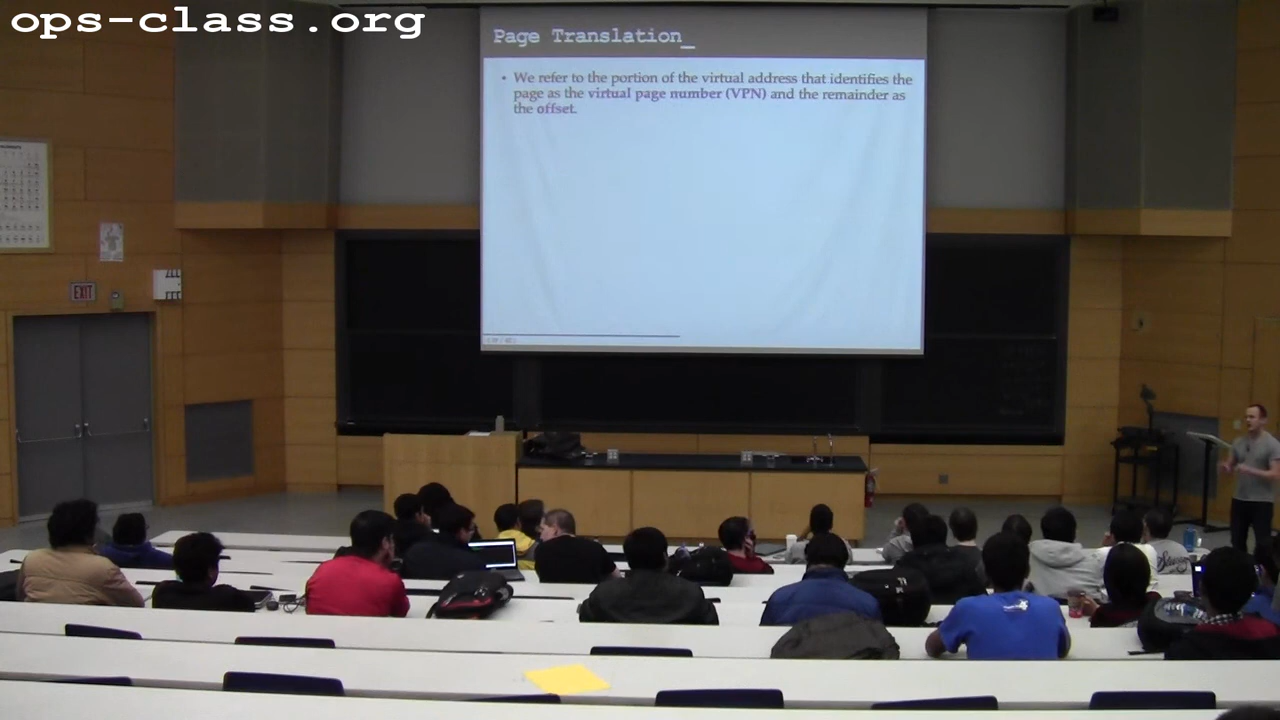 ops-class.org
Page Translation_
• We refer to the portion of the virtual address that identifies the
page as the virtual page number (VPN) and the remainder as
the offset.
EXIT